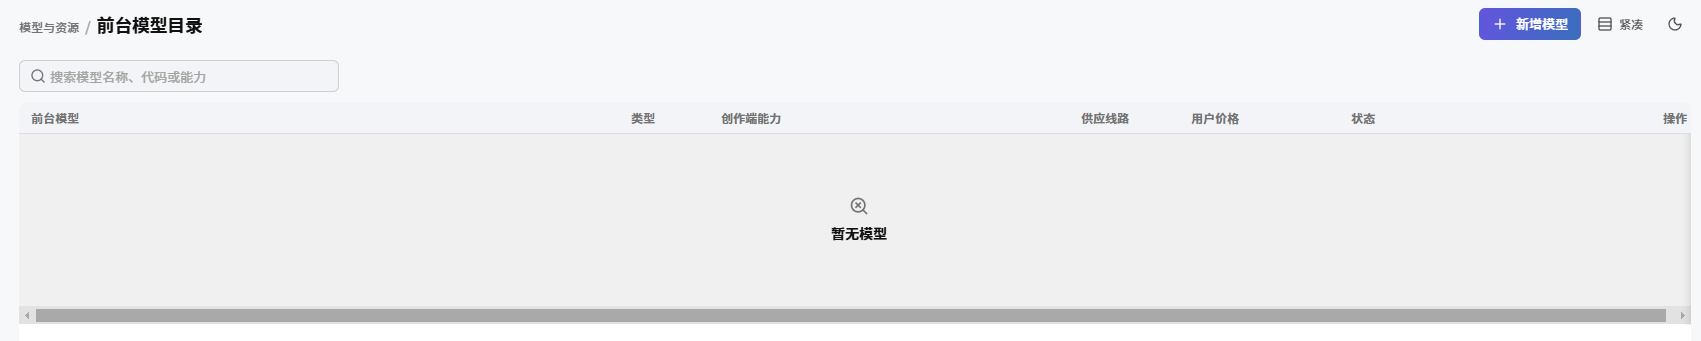 模型与资源 / 前台模型目录
新增模型
紧凑
搜索模型名称、代码或能力
前台模型 类型 创作端能力 供应线路 用户价格 状态 操作
暂无模型